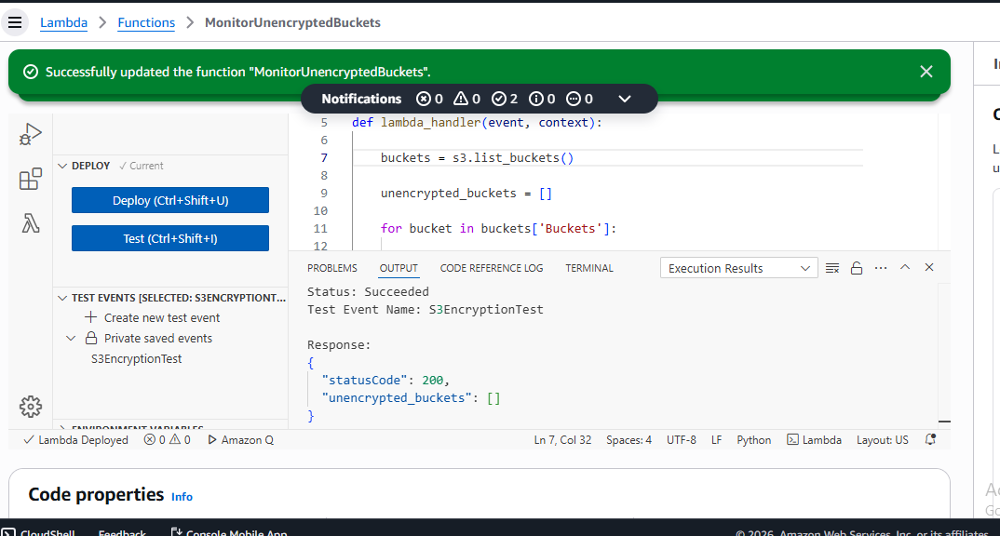 Lambda > Functions > MonitorUnencryptedBuckets
Successfully updated the function "MonitorUnencryptedBuckets".
Notifications 0 0 2 0 0
DEPLOY ✓ Current
Deploy (Ctrl+Shift+U)
Test (Ctrl+Shift+I)
TEST EVENTS [SELECTED: S3ENCRYPTIONT...
Create new test event
Private saved events
S3EncryptionTest
ENVIRONMENT VARIABLES
5 def lambda_handler(event, context):
6
7 buckets = s3.list_buckets()
8
9 unencrypted_buckets = []
10
11 for bucket in buckets['Buckets']:
12
PROBLEMS OUTPUT CODE REFERENCE LOG TERMINAL Execution Results
Status: Succeeded
Test Event Name: S3EncryptionTest
Response:
{
"statusCode": 200,
"unencrypted_buckets": []
}
Lambda Deployed 0 0 Amazon Q Ln 7, Col 32 Spaces: 4 UTF-8 LF Python Lambda Layout: US
Code properties Info
CloudShell Feedback Console Mobile App © 2026, Amazon Web Services, Inc. or its affiliates.